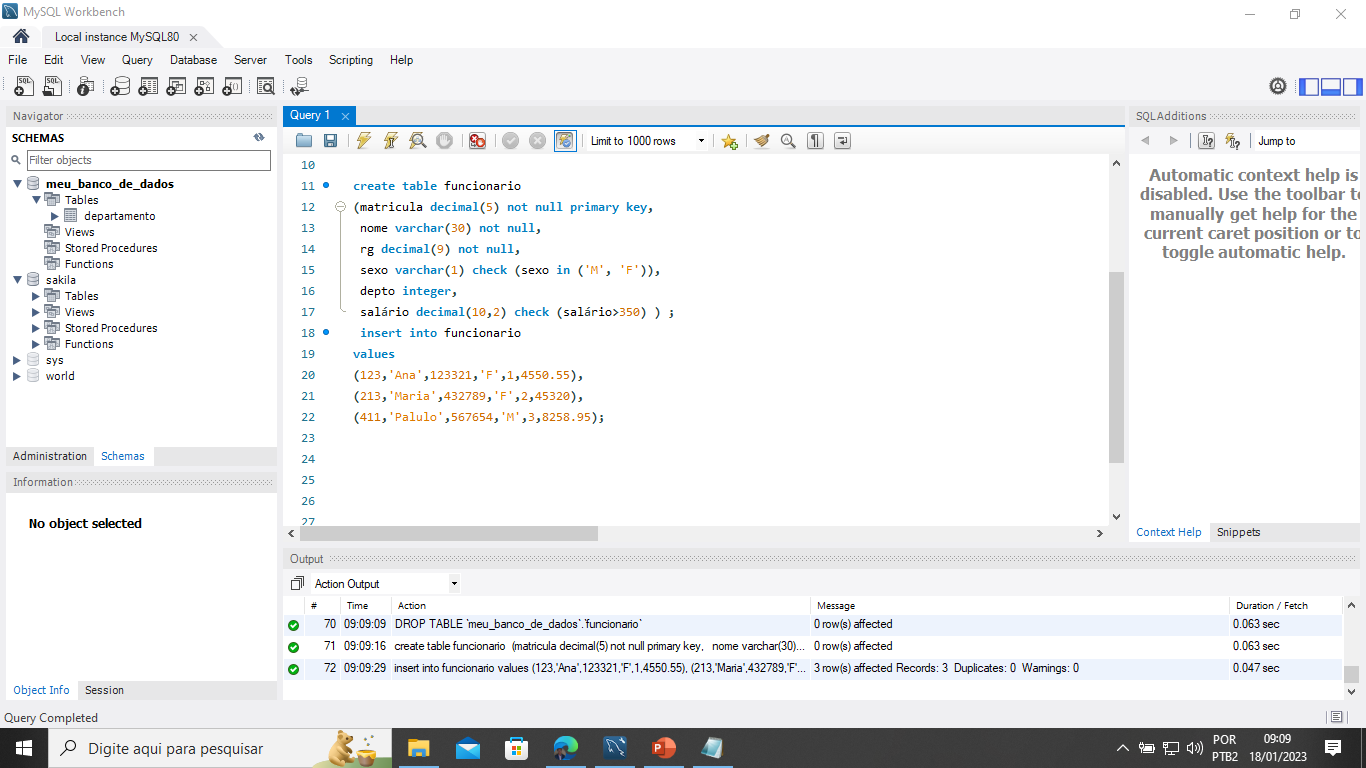 MySQL Workbench
Local instance MySQL80
File Edit View Query Database Server Tools Scripting Help
Navigator
SCHEMAS
Filter objects
meu_banco_de_dados
Tables
departamento
Views
Stored Procedures
Functions
sakila
Tables
Views
Stored Procedures
Functions
sys
world
Administration Schemas
Information
No object selected
Object Info Session
Query 1
Limit to 1000 rows
10
11 create table funcionario
12 (matricula decimal(5) not null primary key,
13 nome varchar(30) not null,
14 rg decimal(9) not null,
15 sexo varchar(1) check (sexo in ('M', 'F')),
16 depto integer,
17 salário decimal(10,2) check (salário>350) ) ;
18 insert into funcionario
19 values
20 (123,'Ana',123321,'F',1,4550.55),
21 (213,'Maria',432789,'F',2,45320),
22 (411,'Palulo',567654,'M',3,8258.95);
23
24
25
26
27
SQLAdditions
Jump to
Automatic context help is
disabled. Use the toolbar to
manually get help for the
current caret position or to
toggle automatic help.
Context Help Snippets
Output
Action Output
# Time Action Message Duration / Fetch
70 09:09:09 DROP TABLE `meu_banco_de_dados`.`funcionario` 0 row(s) affected 0.063 sec
71 09:09:16 create table funcionario (matricula decimal(5) not null primary key, nome varchar(30)... 0 row(s) affected 0.063 sec
72 09:09:29 insert into funcionario values (123,'Ana',123321,'F',1,4550.55), (213,'Maria',432789,'F'... 3 row(s) affected Records: 3 Duplicates: 0 Warnings: 0 0.047 sec
Query Completed
Digite aqui para pesquisar
POR
PTB2
09:09
18/01/2023